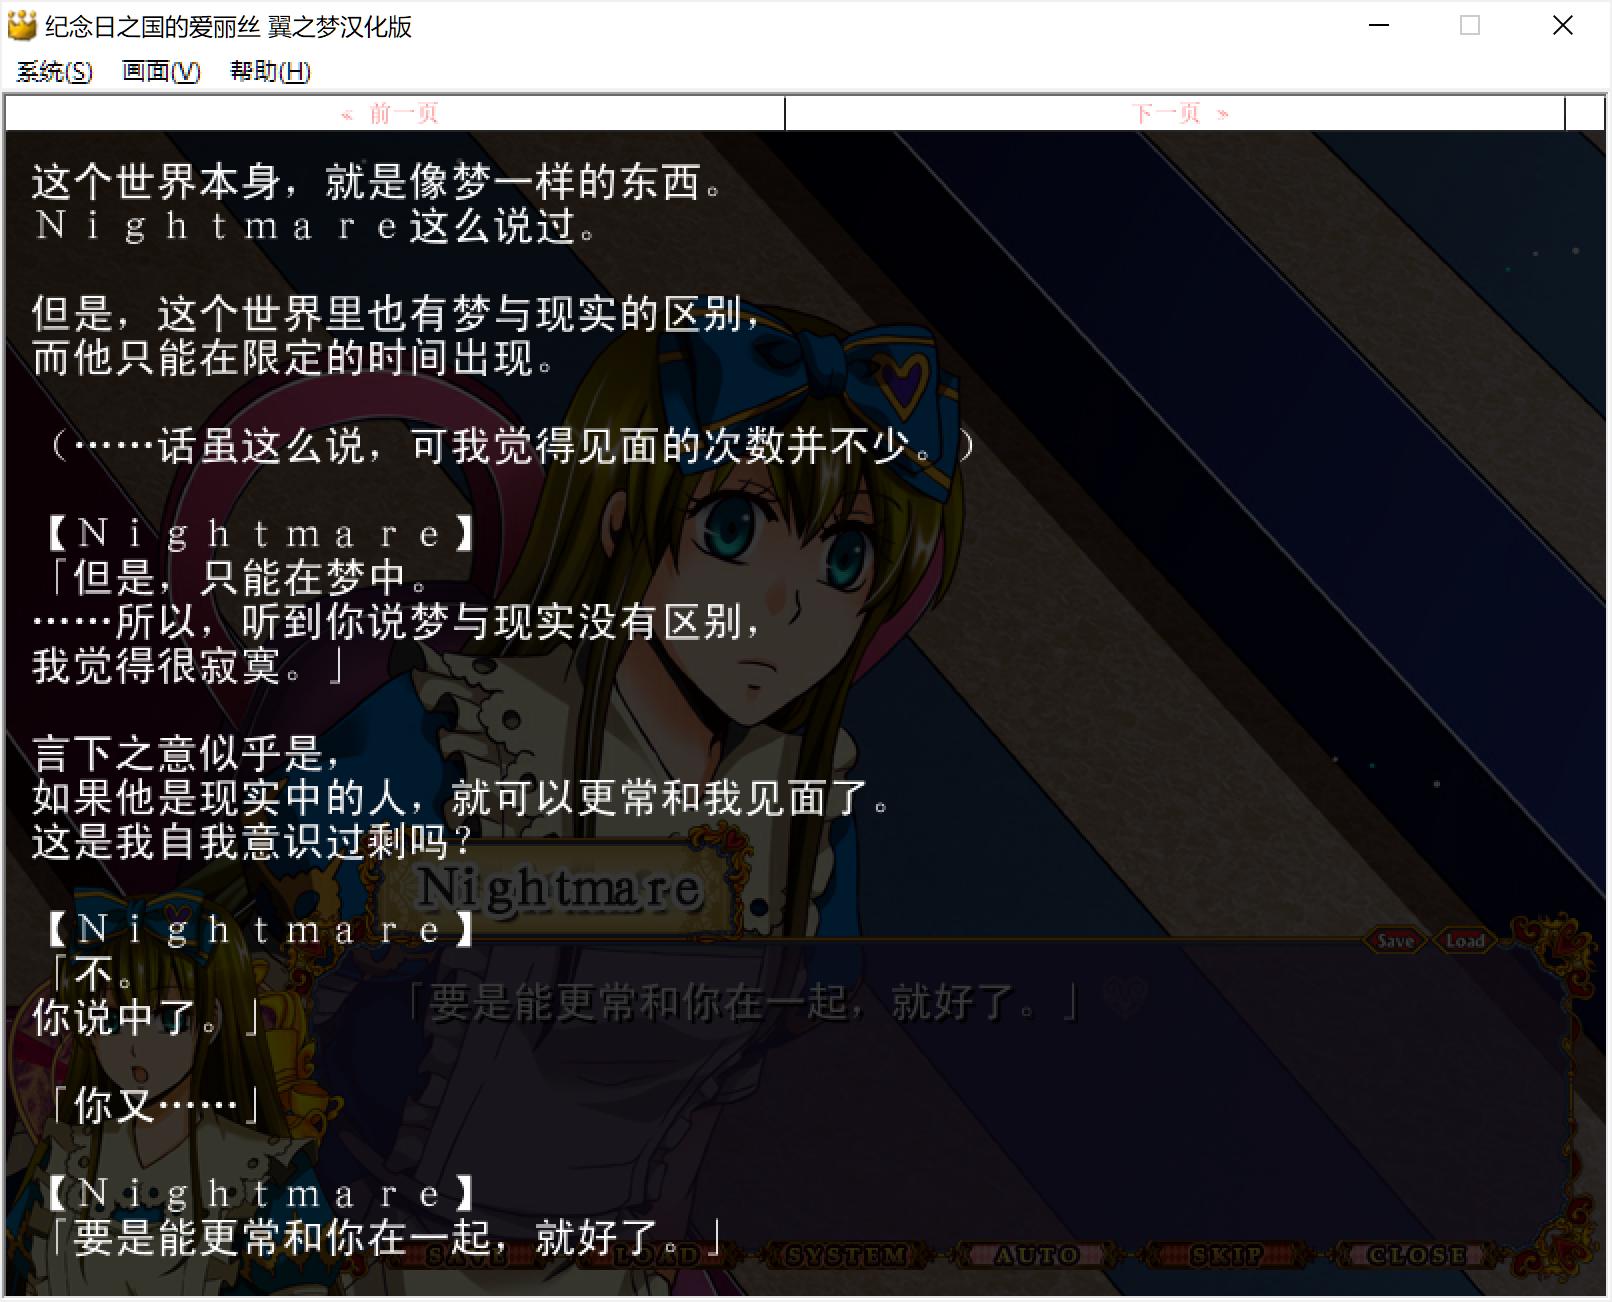 纪念日之国的爱丽丝 翼之梦汉化版
系统(S) 画面(V) 帮助(H)
« 前一页 下一页 »
这个世界本身，就是像梦一样的东西。
Ｎｉｇｈｔｍａｒｅ这么说过。
但是，这个世界里也有梦与现实的区别，
而他只能在限定的时间出现。
（……话虽这么说，可我觉得见面的次数并不少。）
【Ｎｉｇｈｔｍａｒｅ】
「但是，只能在梦中。
……所以，听到你说梦与现实没有区别，
我觉得很寂寞。」
言下之意似乎是，
如果他是现实中的人，就可以更常和我见面了。
这是我自我意识过剩吗？
Nightmare
【Ｎｉｇｈｔｍａｒｅ】
Save Load
「不。
「要是能更常和你在一起，就好了。」
你说中了。」
「你又……」
【Ｎｉｇｈｔｍａｒｅ】
「要是能更常和你在一起，就好了。」
SAVE LOAD SYSTEM AUTO SKIP CLOSE